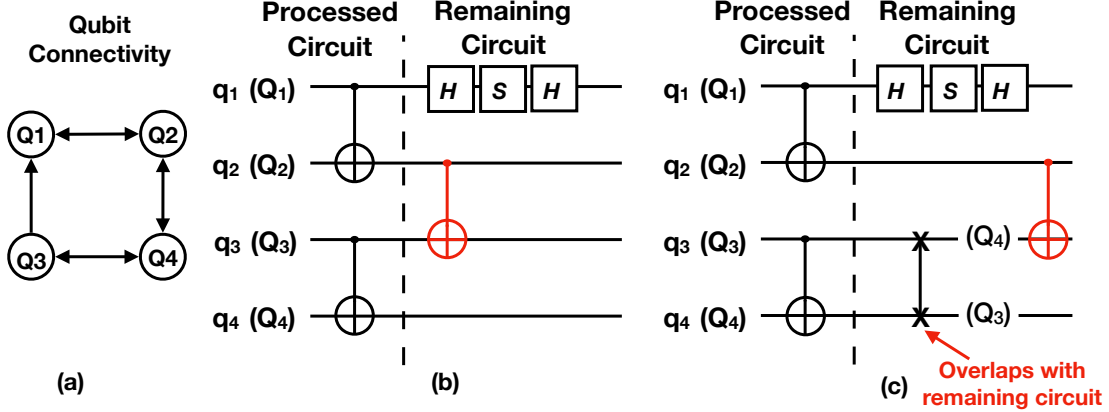 Qubit
Connectivity
Q1
Q2
Q3
Q4
(a)
Processed
Circuit
Remaining
Circuit
q1 (Q1)
H S H
q2 (Q2)
q3 (Q3)
q4 (Q4)
(b)
Processed
Circuit
Remaining
Circuit
q1 (Q1)
H S H
q2 (Q2)
q3 (Q3)
(Q4)
q4 (Q4)
(Q3)
(c)
Overlaps with
remaining circuit